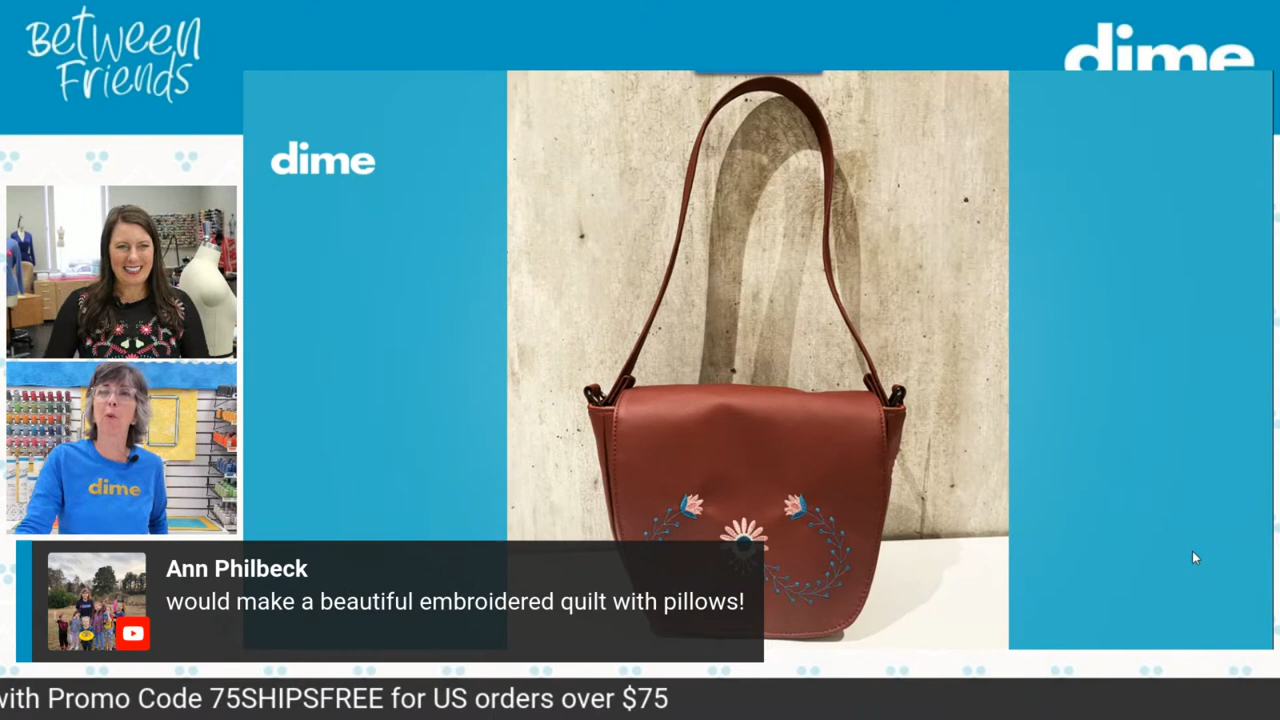 Between
Friends
dime
dime
dime
Ann Philbeck
would make a beautiful embroidered quilt with pillows!
with Promo Code 75SHIPSFREE for US orders over $75